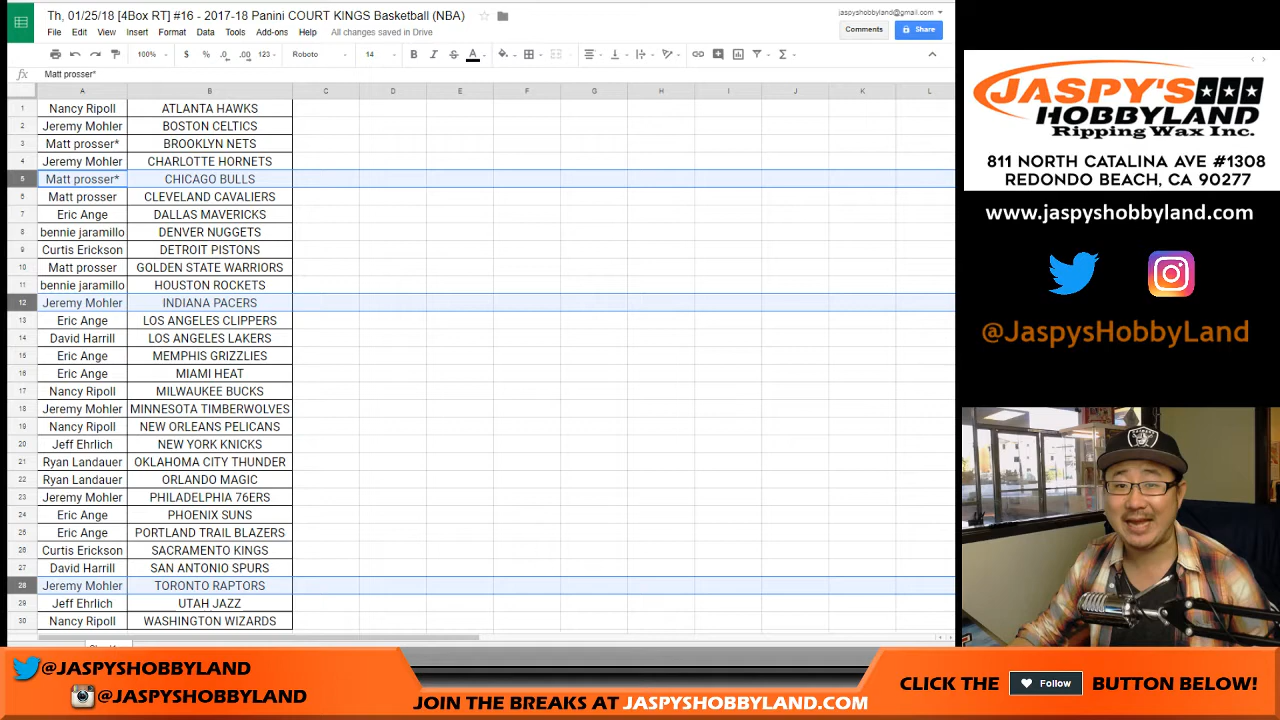 Th, 01/25/18 [4Box RT] #16 - 2017-18 Panini COURT KINGS Basketball (NBA)
jaspyhobbyland@gmail.com
File Edit View Insert Format Data Tools Add-ons Help All changes saved in Drive
Comments
Share
100% $ % .0 .00 123 Roboto 14 B I S A
fx Matt prosser*
A B C D E F G H I J K L
1 Nancy Ripoll ATLANTA HAWKS
2 Jeremy Mohler BOSTON CELTICS
3 Matt prosser* BROOKLYN NETS
4 Jeremy Mohler CHARLOTTE HORNETS
5 Matt prosser* CHICAGO BULLS
6 Matt prosser CLEVELAND CAVALIERS
7 Eric Ange DALLAS MAVERICKS
8 bennie jaramillo DENVER NUGGETS
9 Curtis Erickson DETROIT PISTONS
10 Matt prosser GOLDEN STATE WARRIORS
11 bennie jaramillo HOUSTON ROCKETS
12 Jeremy Mohler INDIANA PACERS
13 Eric Ange LOS ANGELES CLIPPERS
14 David Harrill LOS ANGELES LAKERS
15 Eric Ange MEMPHIS GRIZZLIES
16 Eric Ange MIAMI HEAT
17 Nancy Ripoll MILWAUKEE BUCKS
18 Jeremy Mohler MINNESOTA TIMBERWOLVES
19 Nancy Ripoll NEW ORLEANS PELICANS
20 Jeff Ehrlich NEW YORK KNICKS
21 Ryan Landauer OKLAHOMA CITY THUNDER
22 Ryan Landauer ORLANDO MAGIC
23 Jeremy Mohler PHILADELPHIA 76ERS
24 Eric Ange PHOENIX SUNS
25 Eric Ange PORTLAND TRAIL BLAZERS
26 Curtis Erickson SACRAMENTO KINGS
27 David Harrill SAN ANTONIO SPURS
28 Jeremy Mohler TORONTO RAPTORS
29 Jeff Ehrlich UTAH JAZZ
30 Nancy Ripoll WASHINGTON WIZARDS
JASPY'S
HOBBYLAND
Ripping Wax Inc.
811 NORTH CATALINA AVE #1308
REDONDO BEACH, CA 90277
www.jaspyshobbyland.com
@JaspysHobbyLand
@JASPYSHOBBYLAND
@JASPYSHOBBYLAND
JOIN THE BREAKS AT JASPYSHOBBYLAND.COM
CLICK THE Follow BUTTON BELOW!